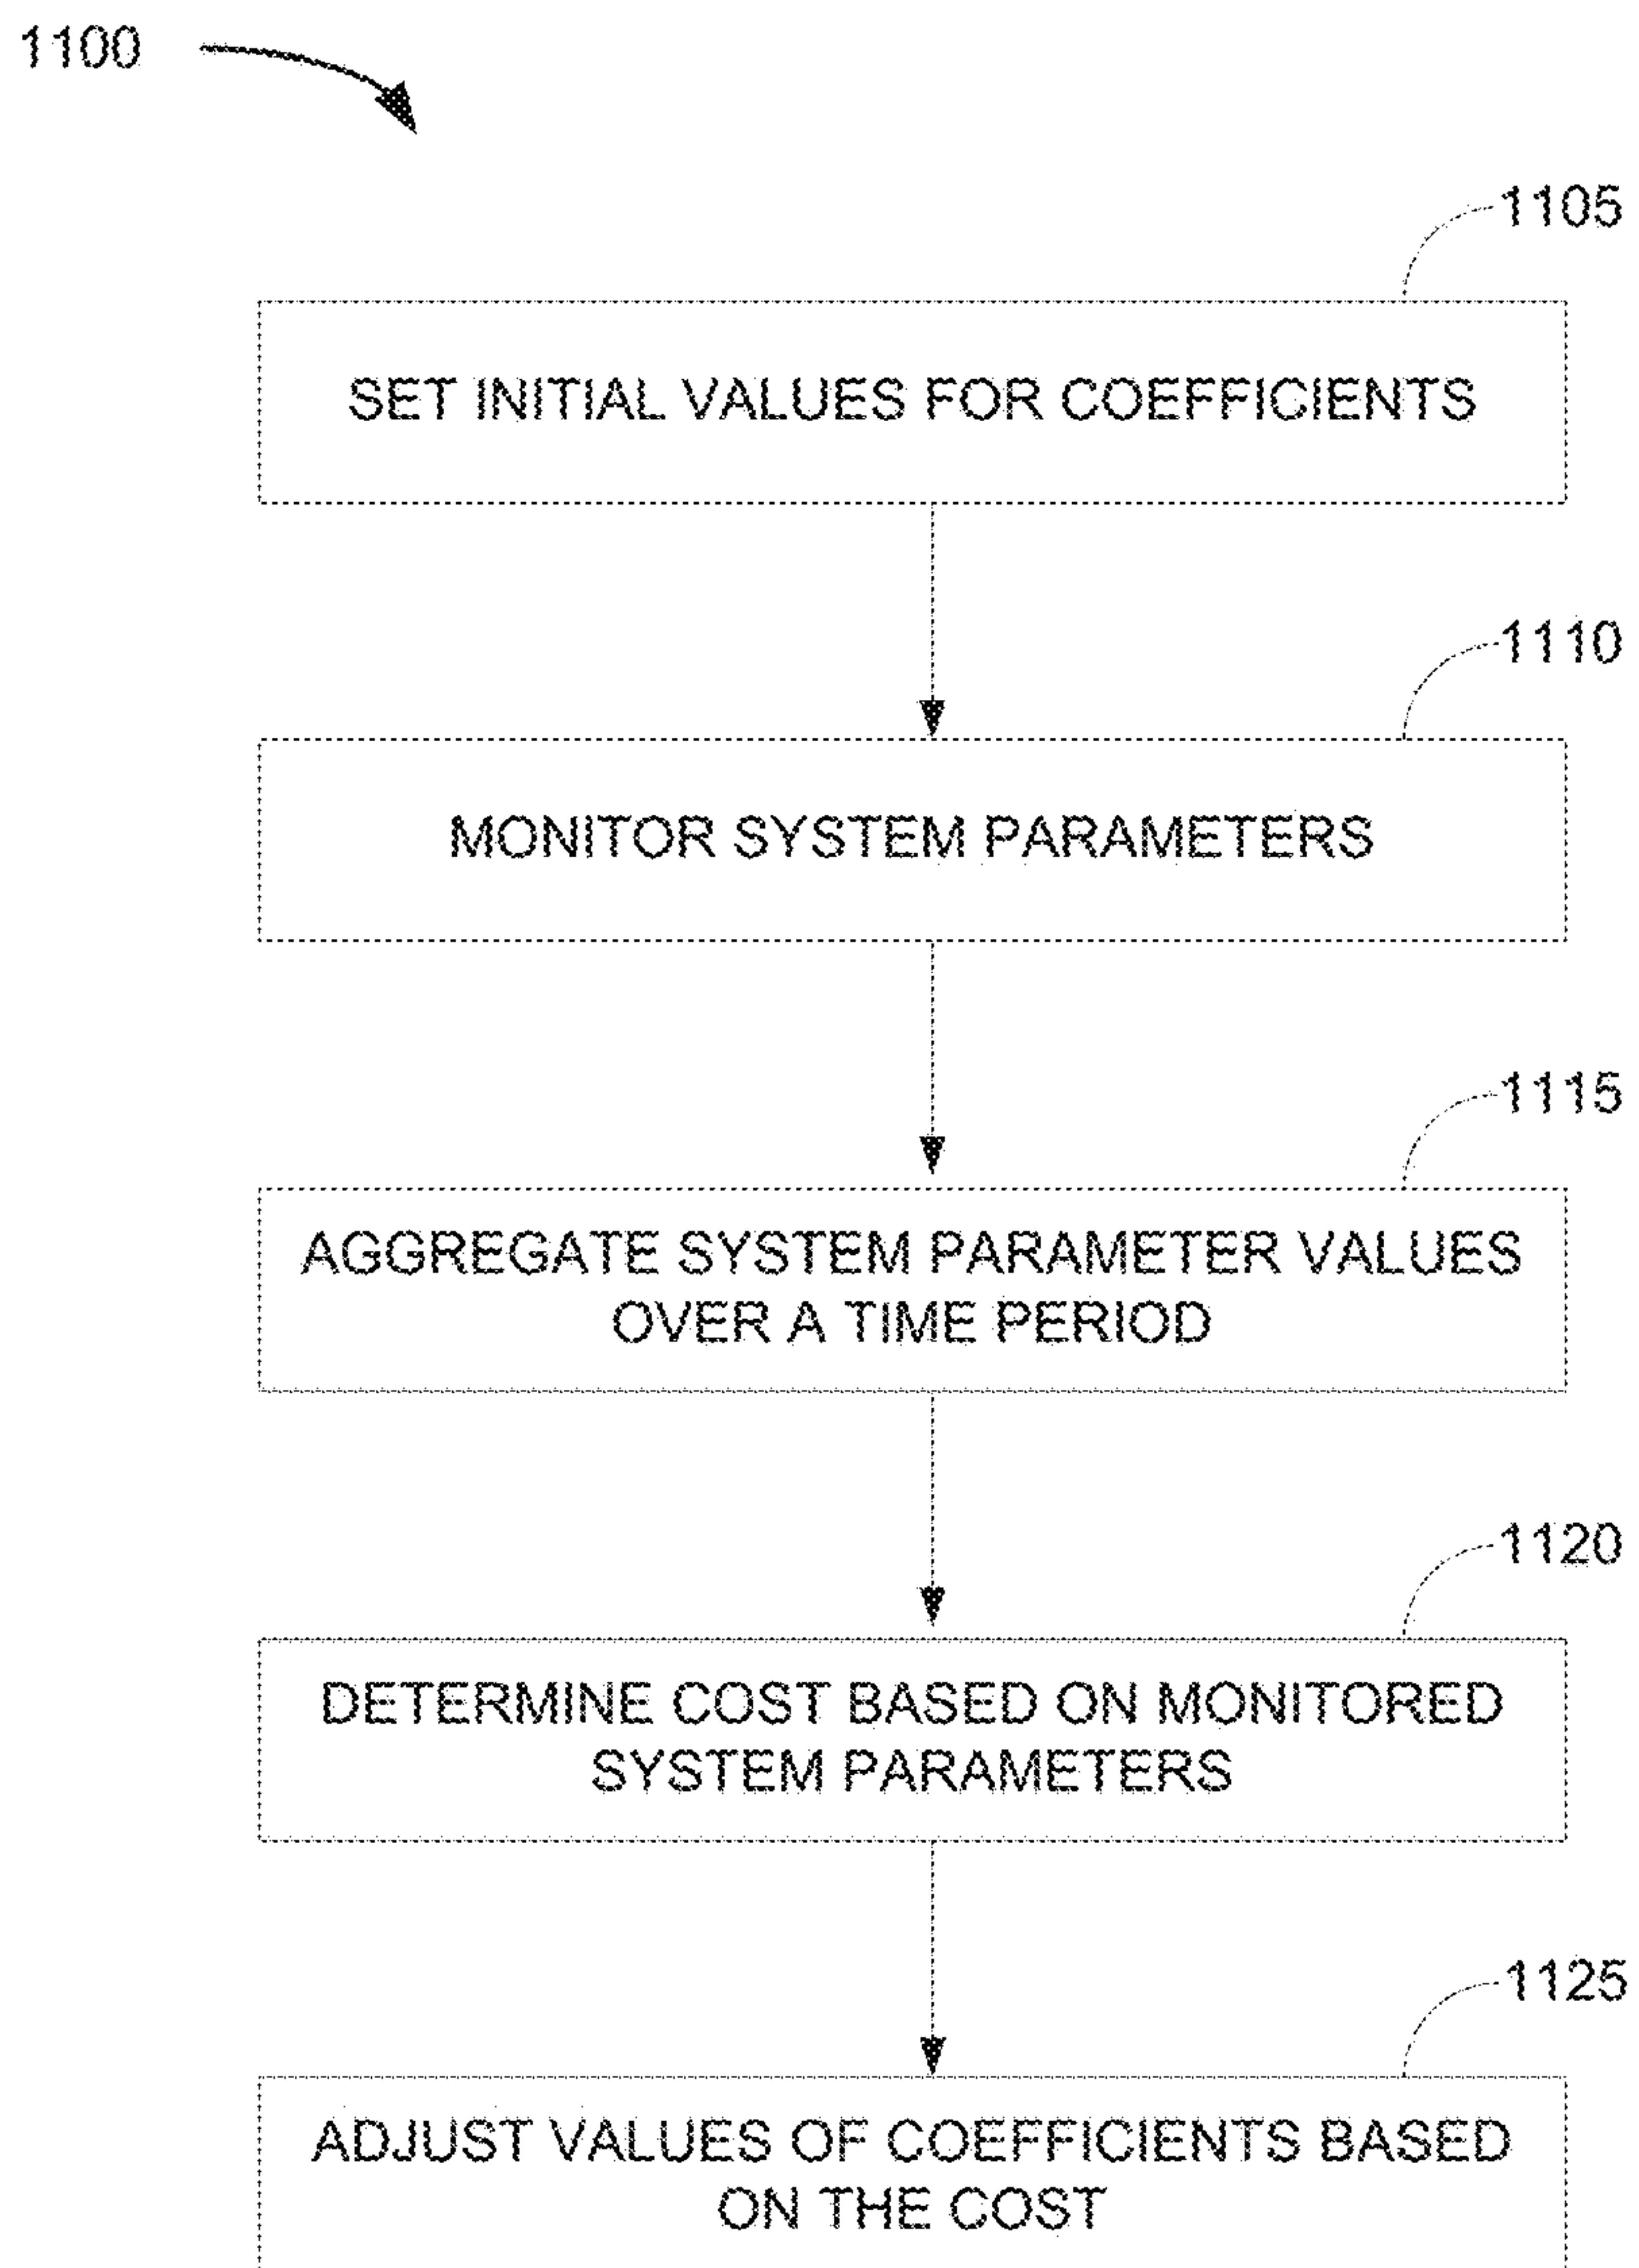 1100
1105
SET INITIAL VALUES FOR COEFFICIENTS
1110
MONITOR SYSTEM PARAMETERS
1115
AGGREGATE SYSTEM PARAMETER VALUES
OVER A TIME PERIOD
1120
DETERMINE COST BASED ON MONITORED
SYSTEM PARAMETERS
1125
ADJUST VALUES OF COEFFICIENTS BASED
ON THE COST